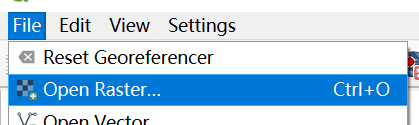 File Edit View Settings
Reset Georeferencer
Open Raster... Ctrl+O
Open Vector